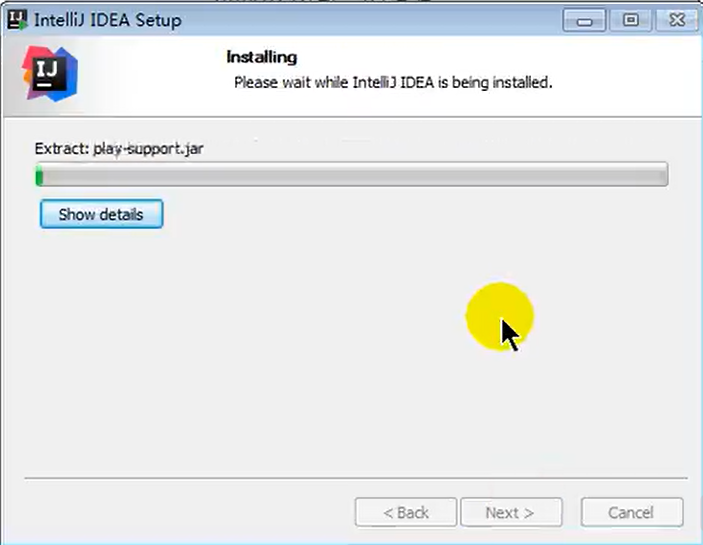 IntelliJ IDEA Setup
IJ
Installing
Please wait while IntelliJ IDEA is being installed.
Extract: play-support.jar
Show details
< Back
Next >
Cancel